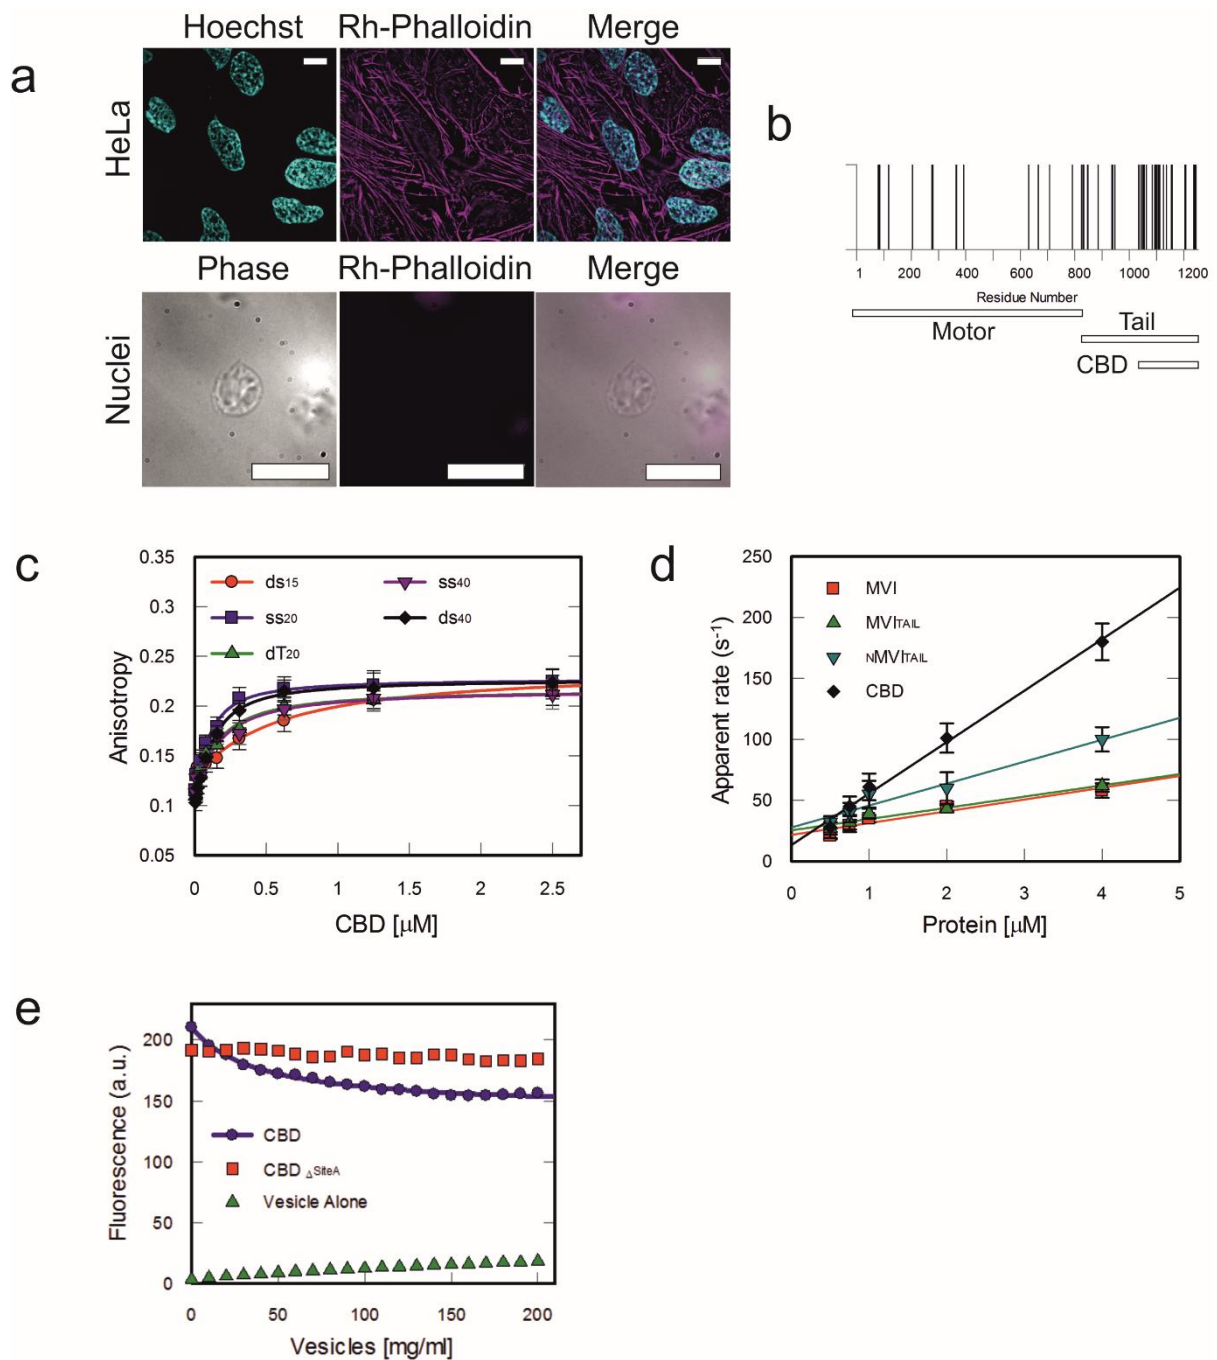 a
Hoechst Rh-Phalloidin Merge
HeLa
Phase Rh-Phalloidin Merge
Nuclei
b
1 200 400 600 800 1000 1200
Residue Number
Motor
Tail
CBD
c
0.35
0.3
0.25
0.2
0.15
0.1
0.05
Anisotropy
ds15
ss20
dT20
ss40
ds40
0 0.5 1 1.5 2 2.5
CBD [μM]
d
250
200
150
100
50
0
Apparent rate (s-1)
MVI
MVITAIL
NMVITAIL
CBD
0 1 2 3 4 5
Protein [μM]
e
200
150
100
50
0
Fluorescence (a.u.)
CBD
CBD ΔSiteA
Vesicle Alone
0 50 100 150 200
Vesicles [mg/ml]